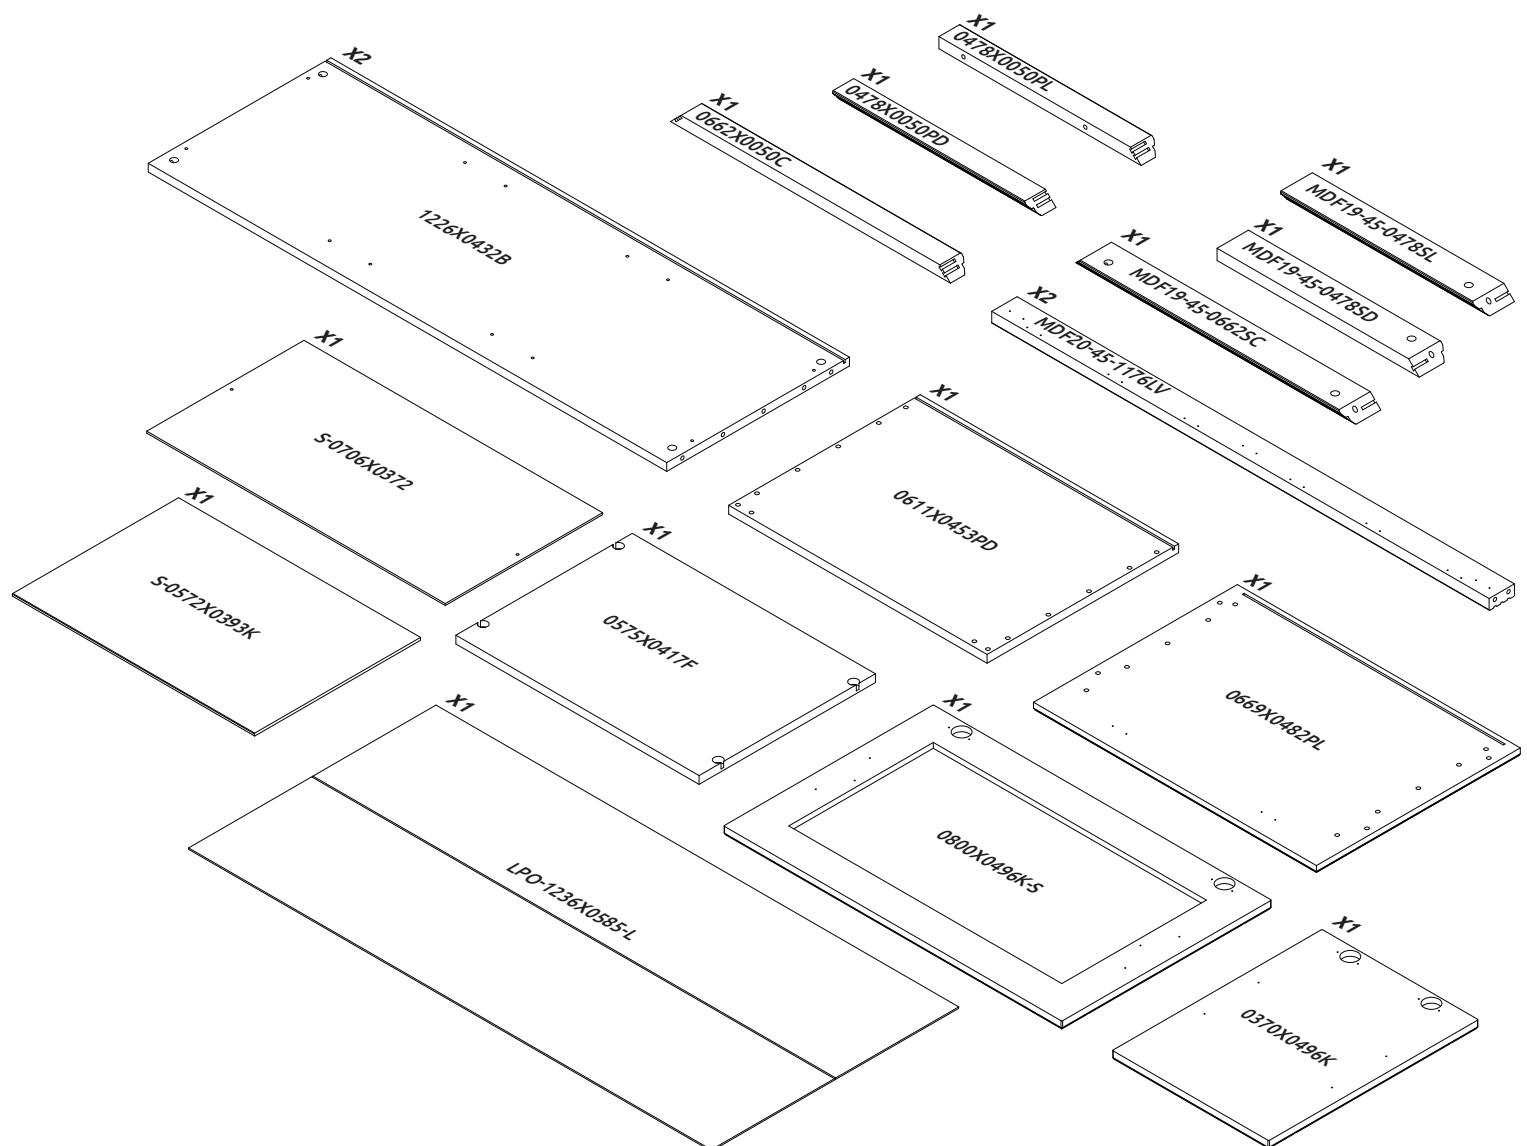 X1
0478X0050PL
X2
1226X0432B
X1
0478X0050PD
X1
0662X0050C
X1
MDF19-45-0478SL
X1
MDF19-45-0478SD
X1
MDF19-45-0662SC
X2
MDF20-45-1176LV
X1
S-0706X0372
X1
0611X0453PD
X1
S-0572X0393K
X1
0575X0417F
X1
0669X0482PL
X1
LPO-1236X0585-L
X1
0800X0496K-S
X1
0370X0496K